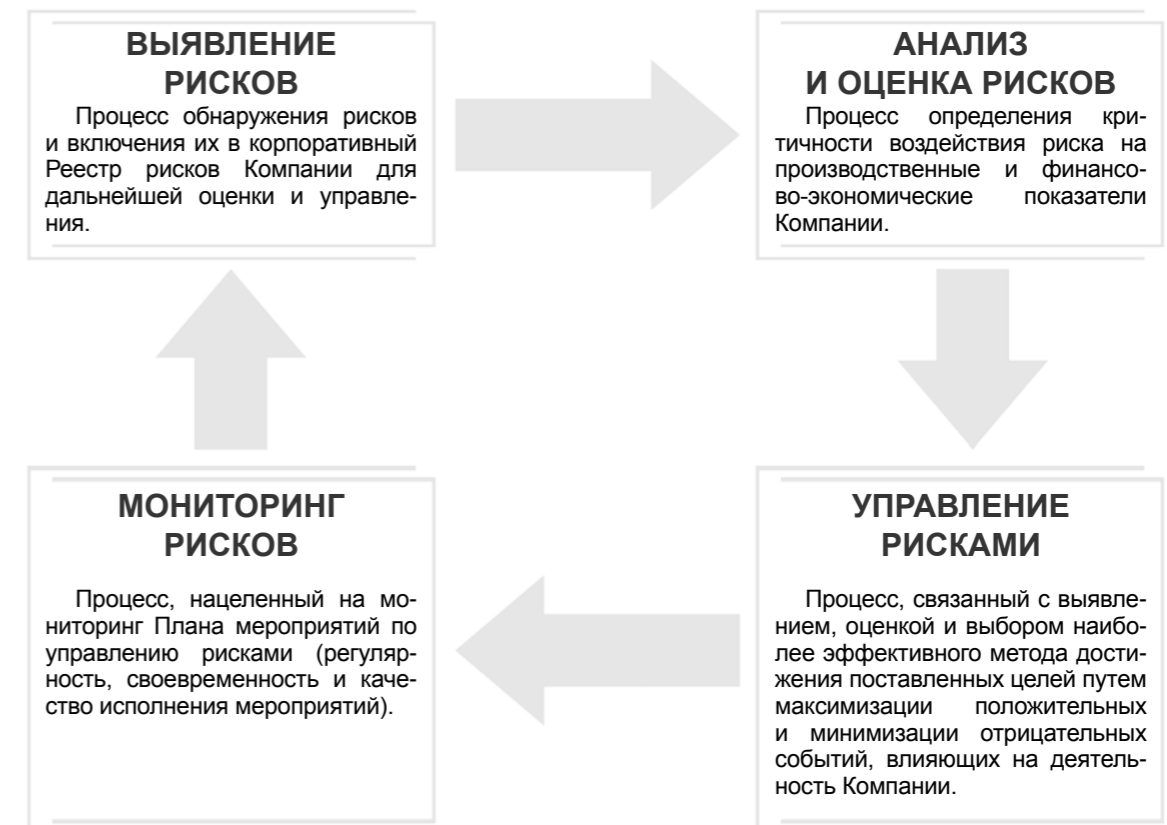 ВЫЯВЛЕНИЕ
РИСКОВ
Процесс обнаружения рисков
и включения их в корпоративный
Реестр рисков Компании для
дальнейшей оценки и управле-
ния.
АНАЛИЗ
И ОЦЕНКА РИСКОВ
Процесс определения кри-
тичности воздействия риска на
производственные и финансо-
во-экономические показатели
Компании.
МОНИТОРИНГ
РИСКОВ
Процесс, нацеленный на мо-
ниторинг Плана мероприятий по
управлению рисками (регуляр-
ность, своевременность и каче-
ство исполнения мероприятий).
УПРАВЛЕНИЕ
РИСКАМИ
Процесс, связанный с выявле-
нием, оценкой и выбором наибо-
лее эффективного метода дости-
жения поставленных целей путем
максимизации положительных
и минимизации отрицательных
событий, влияющих на деятель-
ность Компании.